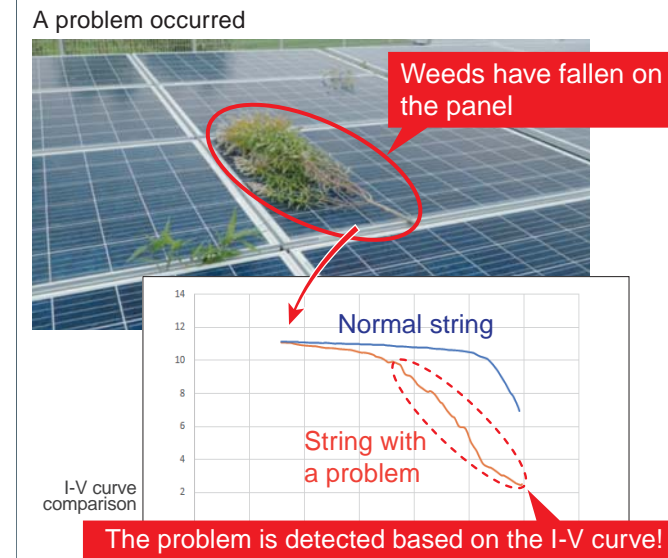 A problem occurred
Weeds have fallen on
the panel
14
12
10
8
6
4
2
Normal string
String with
a problem
I-V curve
comparison
The problem is detected based on the I-V curve!